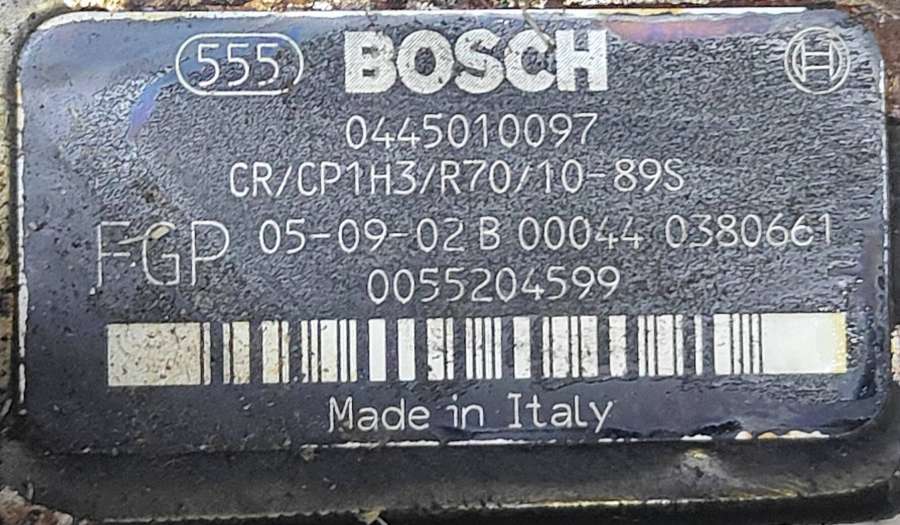 555 BOSCH
0445010097
CR/CP1H3/R70/10-89S
FGP 05-09-02 B 00044 0380661
0055204599
Made in Italy